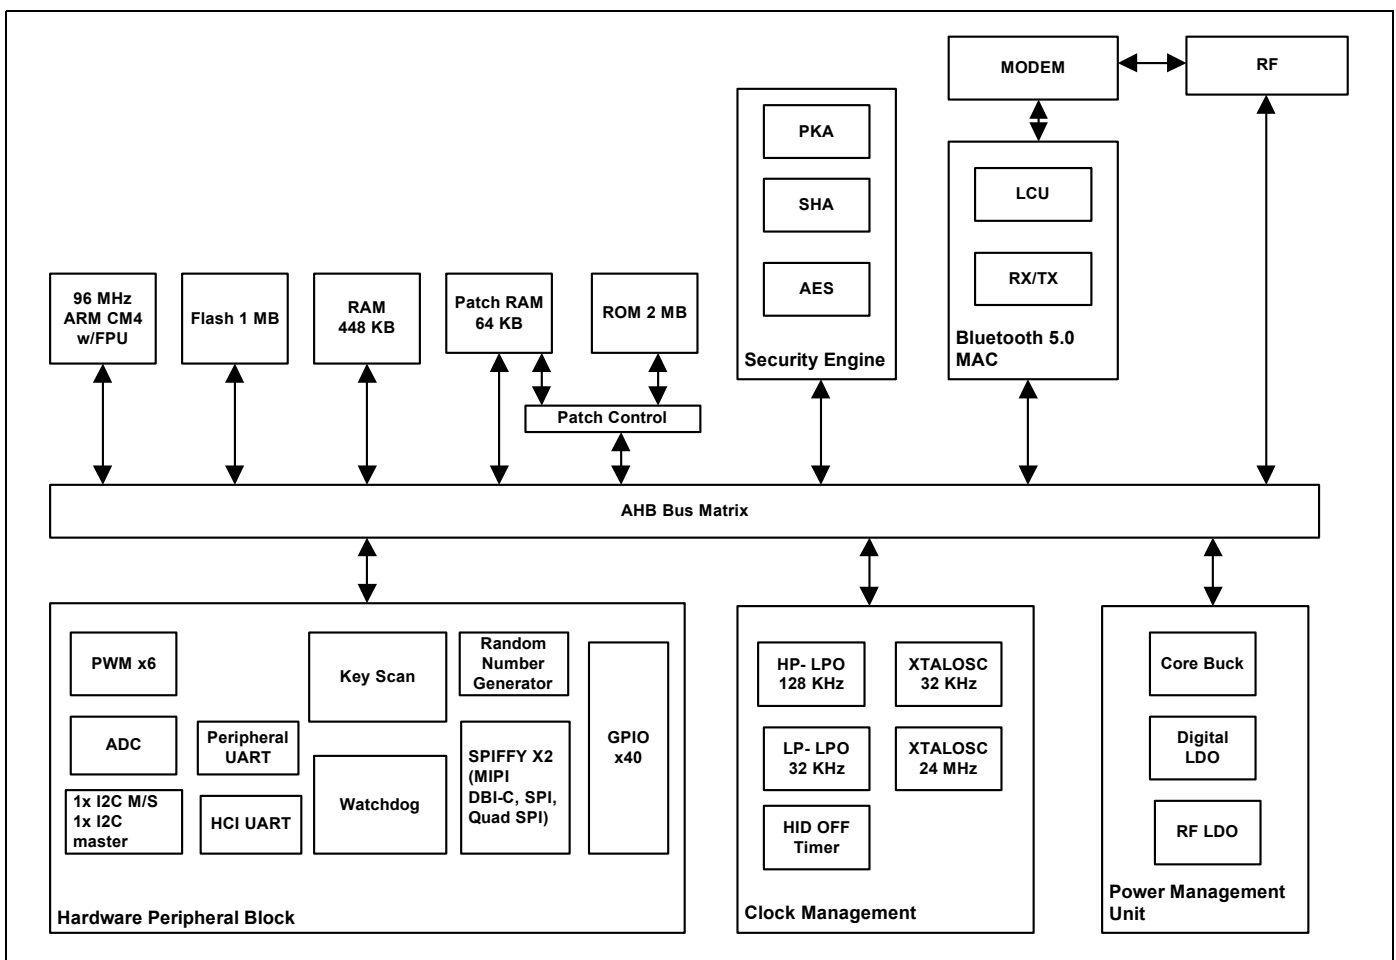 MODEM
RF
PKA
SHA
AES
Security Engine
LCU
RX/TX
Bluetooth 5.0
MAC
96 MHz
ARM CM4
w/FPU
Flash 1 MB
RAM
448 KB
Patch RAM
64 KB
ROM 2 MB
Patch Control
AHB Bus Matrix
PWM x6
ADC
1x I2C M/S
1x I2C
master
Peripheral
UART
HCI UART
Key Scan
Watchdog
Random
Number
Generator
SPIFFY X2
(MIPI
DBI-C, SPI,
Quad SPI)
GPIO
x40
Hardware Peripheral Block
HP- LPO
128 KHz
XTALOSC
32 KHz
LP- LPO
32 KHz
XTALOSC
24 MHz
HID OFF
Timer
Clock Management
Core Buck
Digital
LDO
RF LDO
Power Management
Unit